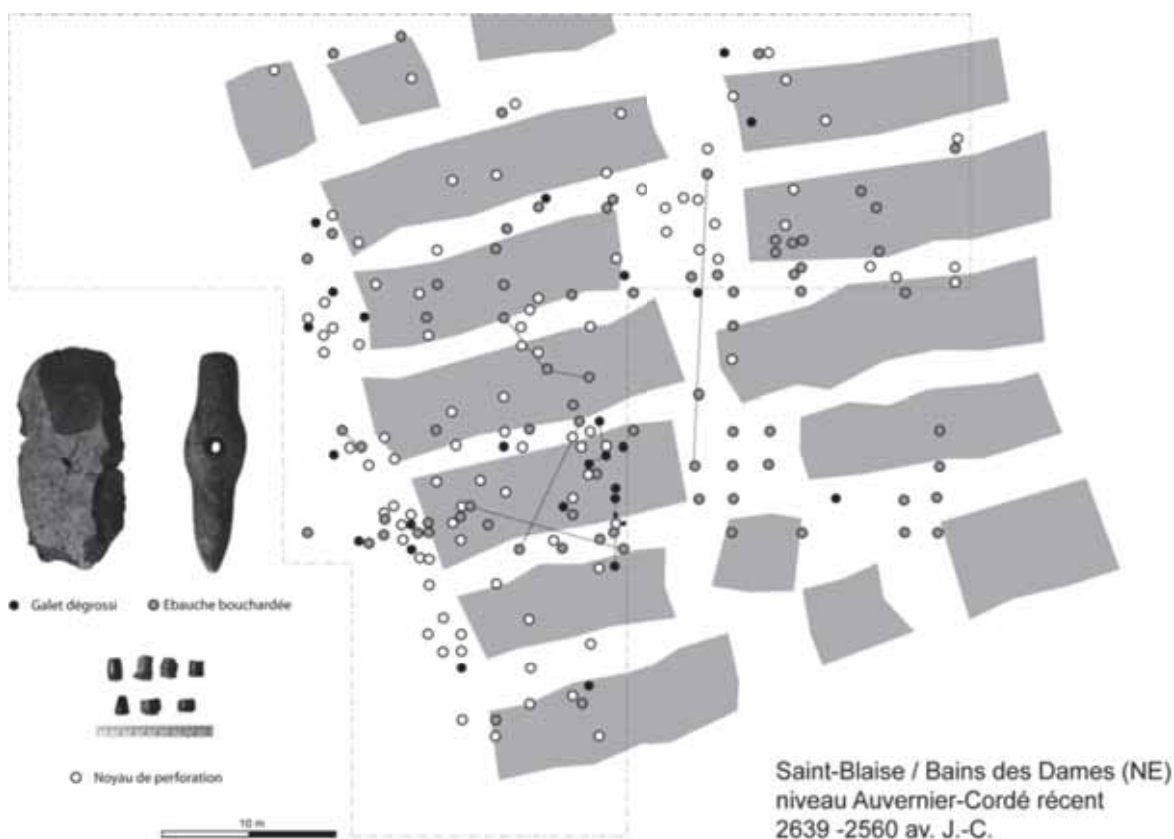 Galet dégrossi
Ebauche bouchardée
Noyau de perforation
10 m
Saint-Blaise / Bains des Dames (NE)
niveau Auvernier-Cordé récent
2639 -2560 av. J.-C.